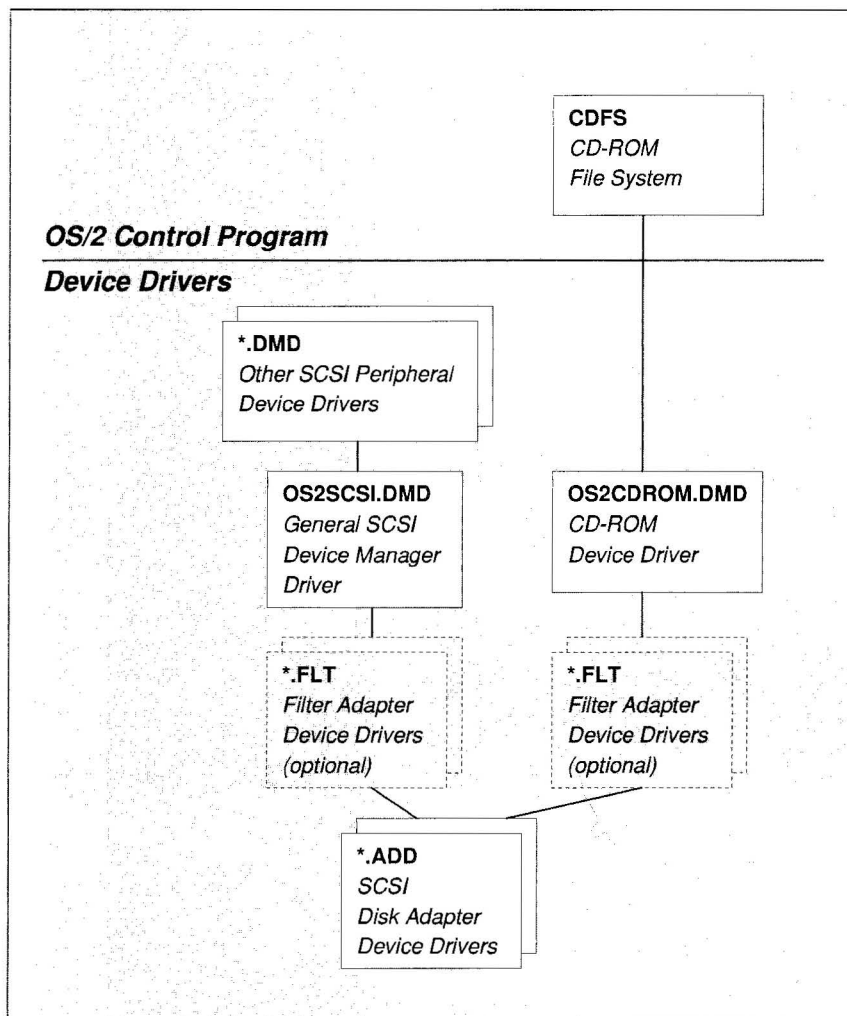 CDFS
CD-ROM
File System
OS/2 Control Program
Device Drivers
*.DMD
Other SCSI Peripheral
Device Drivers
OS2SCSI.DMD
General SCSI
Device Manager
Driver
OS2CDROM.DMD
CD-ROM
Device Driver
*.FLT
Filter Adapter
Device Drivers
(optional)
*.FLT
Filter Adapter
Device Drivers
(optional)
*.ADD
SCSI
Disk Adapter
Device Drivers